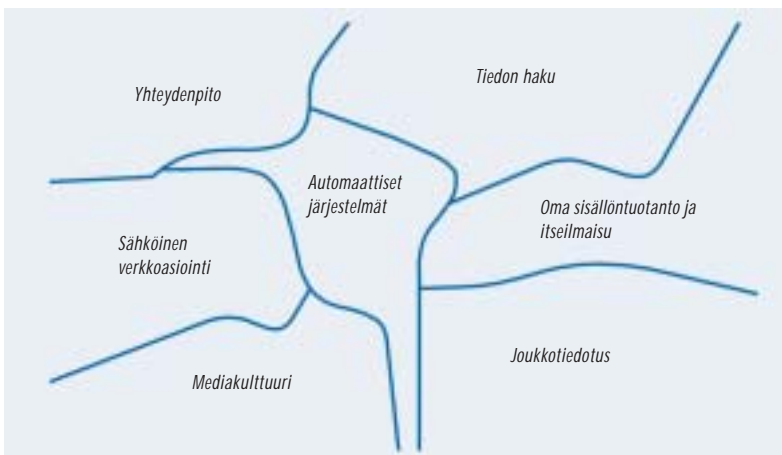 Yhteydenpito
Tiedon haku
Automaattiset
järjestelmät
Oma sisällöntuotanto ja
itseilmaisu
Sähköinen
verkkoasiointi
Mediakulttuuri
Joukkotiedotus